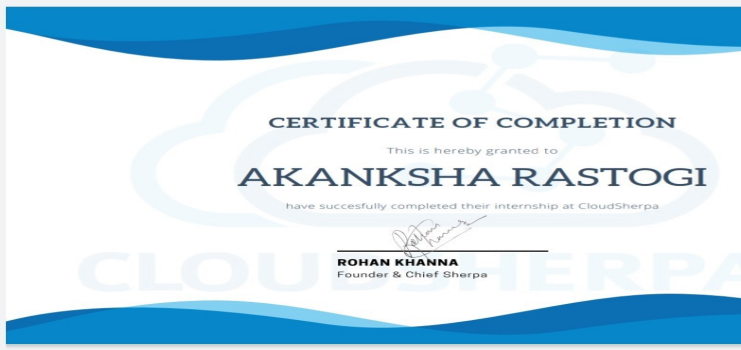 CERTIFICATE OF COMPLETION
This is hereby granted to
AKANKSHA RASTOGI
have succesfully completed their internship at CloudSherpa
ROHAN KHANNA
Founder & Chief Sherpa
CLOUDSHERPA